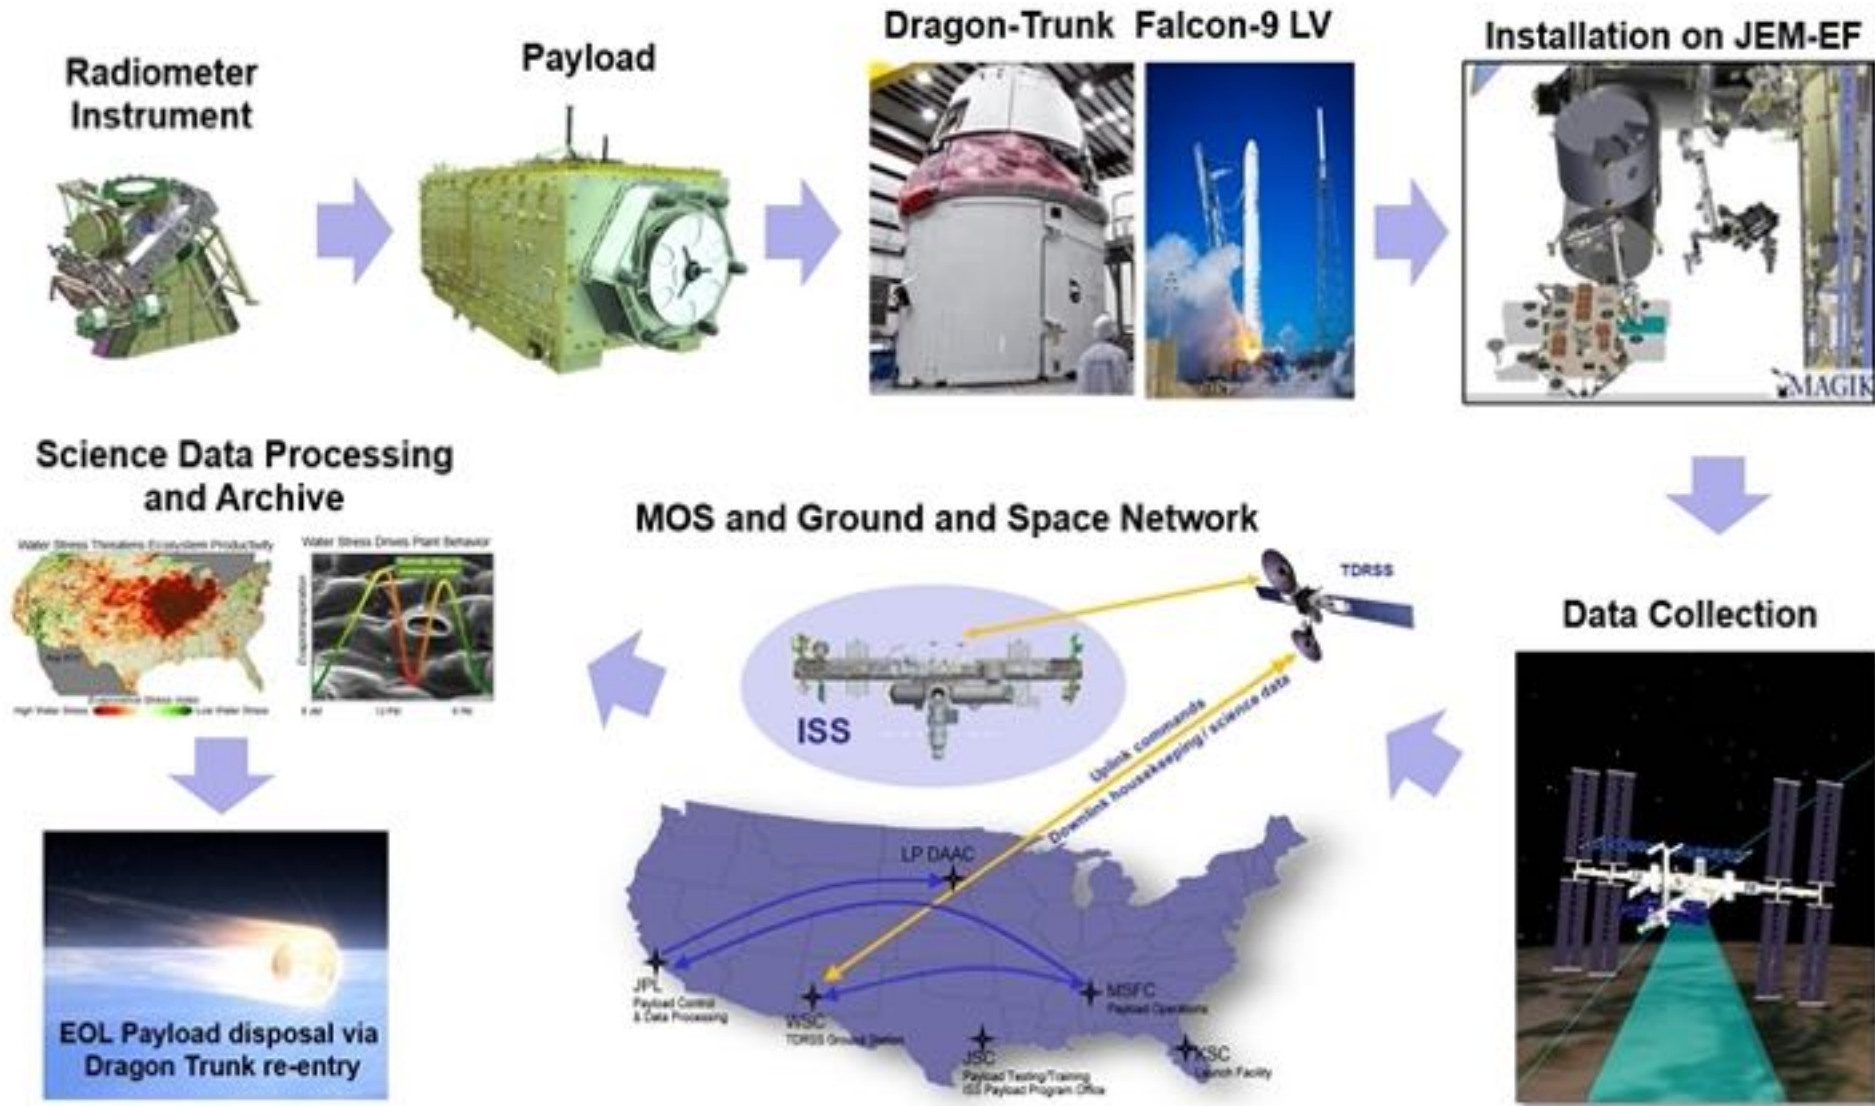 Radiometer
Instrument
Payload
Dragon-Trunk Falcon-9 LV
Installation on JEM-EF
MAGIK
Data Collection
MOS and Ground and Space Network
TDRSS
ISS
Uplink commands
Downlink housekeeping/ science data
LP DAAC
JPL
Payload Control
& Data Processing
WSC
TDRSS Ground Station
MSFC
Payload Operations
JSC
Payload Testing/Training
ISS Payload Program Office
KSC
Launch Facility
Science Data Processing
and Archive
Water Stress Threatens Ecosystem Productivity
Evaporative Stress Index
High Water Stress
Low Water Stress
Water Stress Drives Plant Behavior
Evapotranspiration
EOL Payload disposal via
Dragon Trunk re-entry